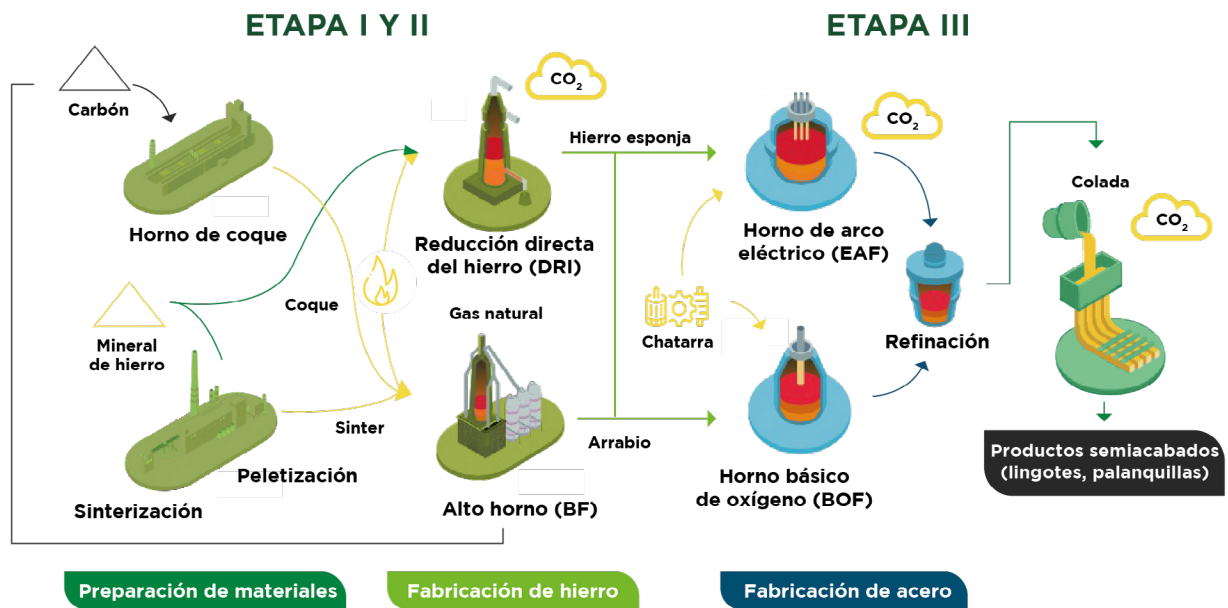 ETAPA I Y II
ETAPA III
Carbón
CO₂
Hierro esponja
CO₂
Colada
CO₂
Horno de coque
Reducción directa
del hierro (DRI)
Horno de arco
eléctrico (EAF)
Coque
Gas natural
Mineral
de hierro
Chatarra
Refinación
Sinter
Arrabio
Peletización
Sinterización
Alto horno (BF)
Horno básico
de oxígeno (BOF)
Productos semiacabados
(lingotes, palanquillas)
Preparación de materiales
Fabricación de hierro
Fabricación de acero